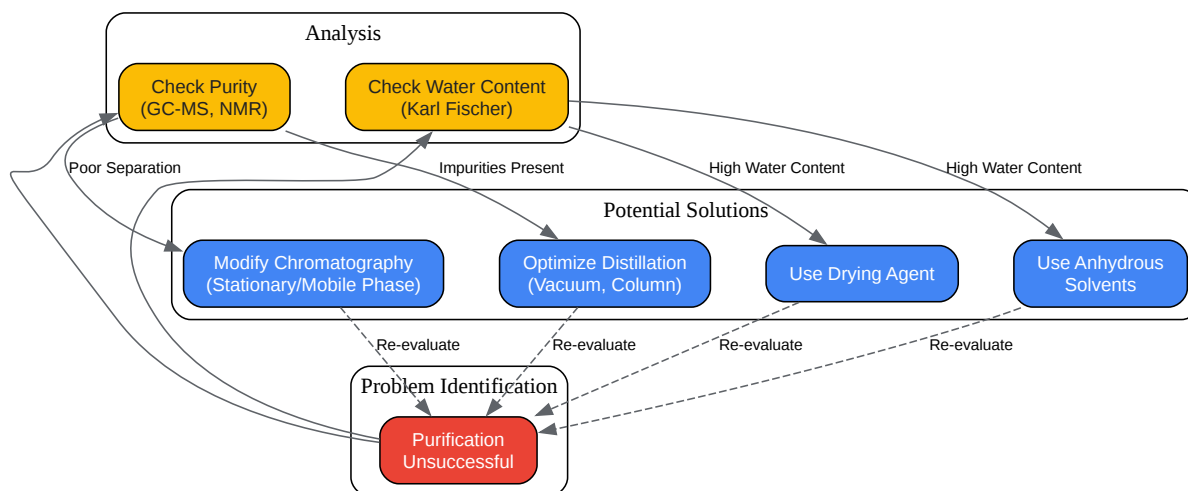 Analysis
Check Purity
(GC-MS, NMR)
Check Water Content
(Karl Fischer)
Poor Separation
Impurities Present
High Water Content
High Water Content
Potential Solutions
Modify Chromatography
(Stationary/Mobile Phase)
Optimize Distillation
(Vacuum, Column)
Use Drying Agent
Use Anhydrous
Solvents
Re-evaluate
Re-evaluate
Re-evaluate
Re-evaluate
Problem Identification
Purification
Unsuccessful